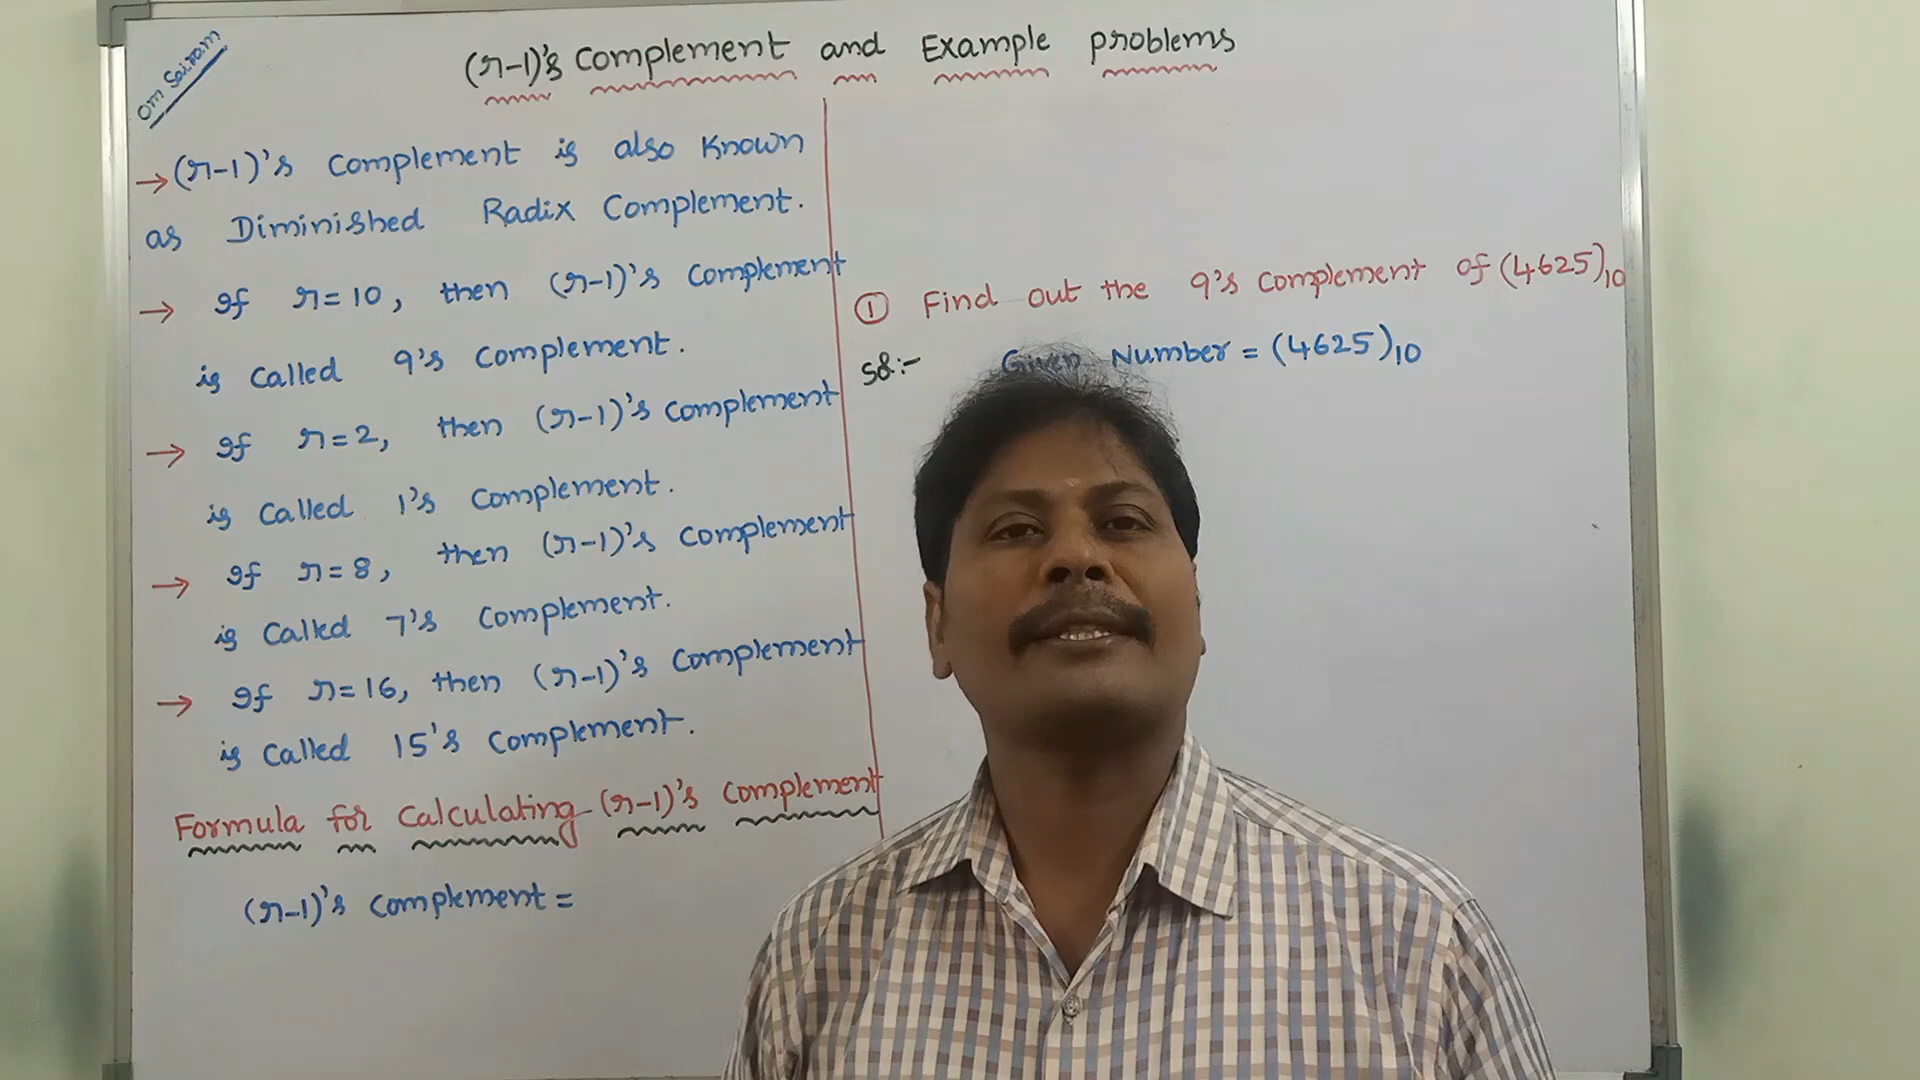 Om Sairam
(r-1)'s Complement and Example problems
→ (r-1)'s Complement is also Known
as Diminished Radix Complement.
→ If r=10, then (r-1)'s Complement
is called 9's Complement.
→ If r=2, then (r-1)'s Complement
is called 1's Complement.
→ If r=8, then (r-1)'s Complement
is called 7's Complement.
→ If r=16, then (r-1)'s Complement
is called 15's Complement.
Formula for Calculating (r-1)'s Complement
(r-1)'s Complement =
① Find out the 9's Complement of (4625)10
Sol:- Given Number = (4625)10